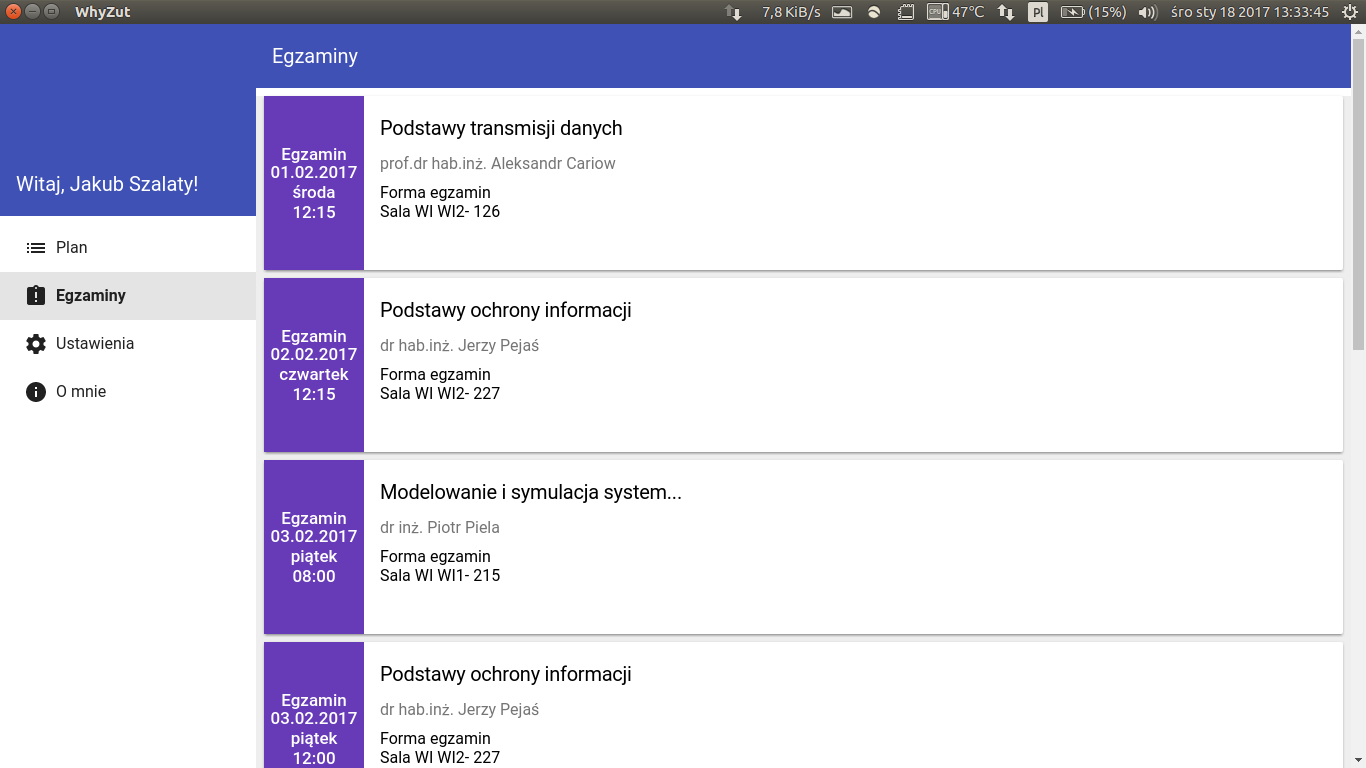 WhyZut
7,8 KiB/s
CPU
47°C
Pl
(15%)
śro sty 18 2017 13:33:45
Witaj, Jakub Szalaty!
Plan
Egzaminy
Ustawienia
O mnie
Egzaminy
Egzamin
01.02.2017
środa
12:15
Podstawy transmisji danych
prof.dr hab.inż. Aleksandr Cariow
Forma egzamin
Sala WI WI2- 126
Egzamin
02.02.2017
czwartek
12:15
Podstawy ochrony informacji
dr hab.inż. Jerzy Pejaś
Forma egzamin
Sala WI WI2- 227
Egzamin
03.02.2017
piątek
08:00
Modelowanie i symulacja system...
dr inż. Piotr Piela
Forma egzamin
Sala WI WI1- 215
Egzamin
03.02.2017
piątek
12:00
Podstawy ochrony informacji
dr hab.inż. Jerzy Pejaś
Forma egzamin
Sala WI WI2- 227